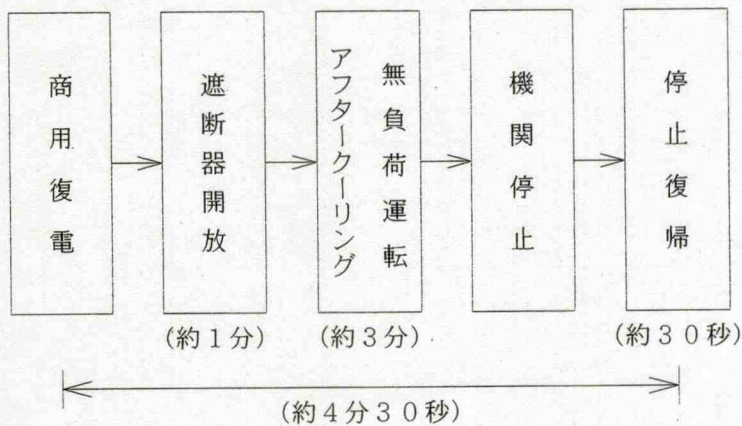 商用復電
遮断器開放
無負荷運転
アフタークーリング
機関停止
停止復帰
(約1分)
(約3分)
(約30秒)
(約4分30秒)